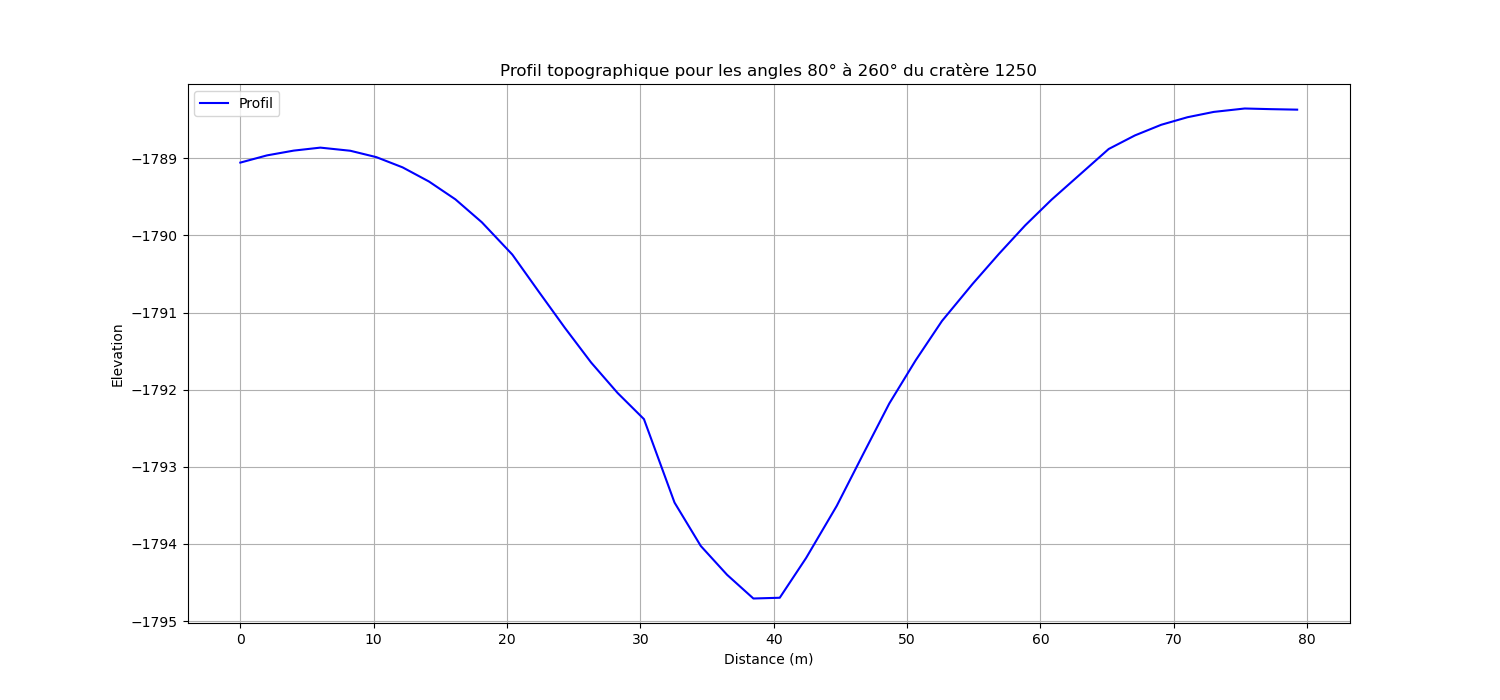 Profil topographique pour les angles 80° à 260° du cratère 1250
Profil
−1789
−1790
−1791
−1792
−1793
−1794
−1795
Elevation
0 10 20 30 40 50 60 70 80
Distance (m)